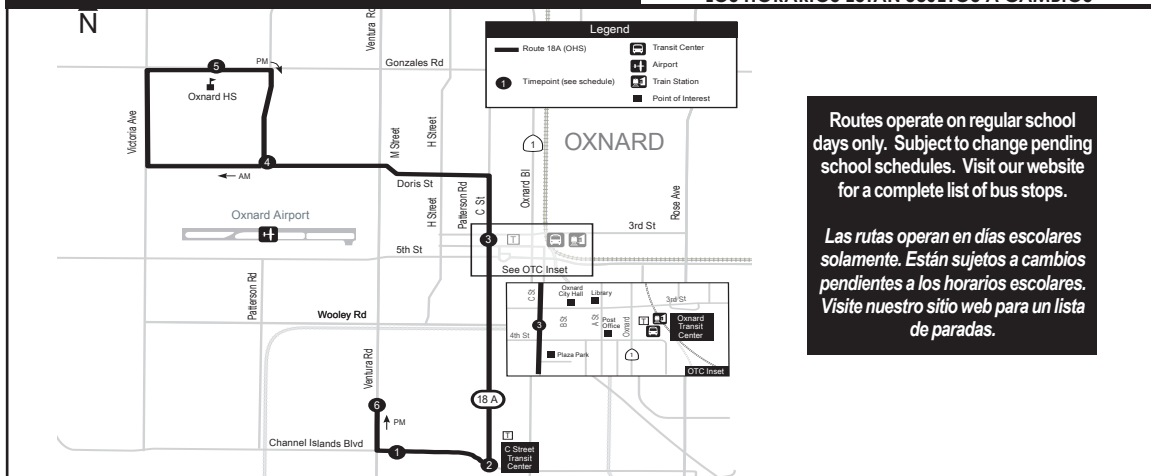 LOS HORARIOS ESTÁN SUJETOS A CAMBIOS
N
Ventura Rd
Legend
Route 18A (OHS)
Transit Center
Airport
1
Timepoint (see schedule)
Train Station
Point of Interest
PM
5
Gonzales Rd
Oxnard HS
Victoria Ave
M Street
H Street
1
OXNARD
Oxnard Bl
4
AM
Doris St
Patterson Rd
C St
H Street
Rose Ave
Oxnard Airport
3
T
3rd St
5th St
See OTC Inset
Patterson Rd
Wooley Rd
C St
Oxnard
City Hall
Library
3rd St
3
B St
A St
Post
Office
Oxnard
T
Oxnard
Transit
Center
4th St
Plaza Park
1
OTC Inset
Ventura Rd
18 A
6
PM
Channel Islands Blvd
1
2
T
C Street
Transit
Center
Routes operate on regular school
days only. Subject to change pending
school schedules. Visit our website
for a complete list of bus stops.
Las rutas operan en días escolares
solamente. Están sujetos a cambios
pendientes a los horarios escolares.
Visite nuestro sitio web para un lista
de paradas.